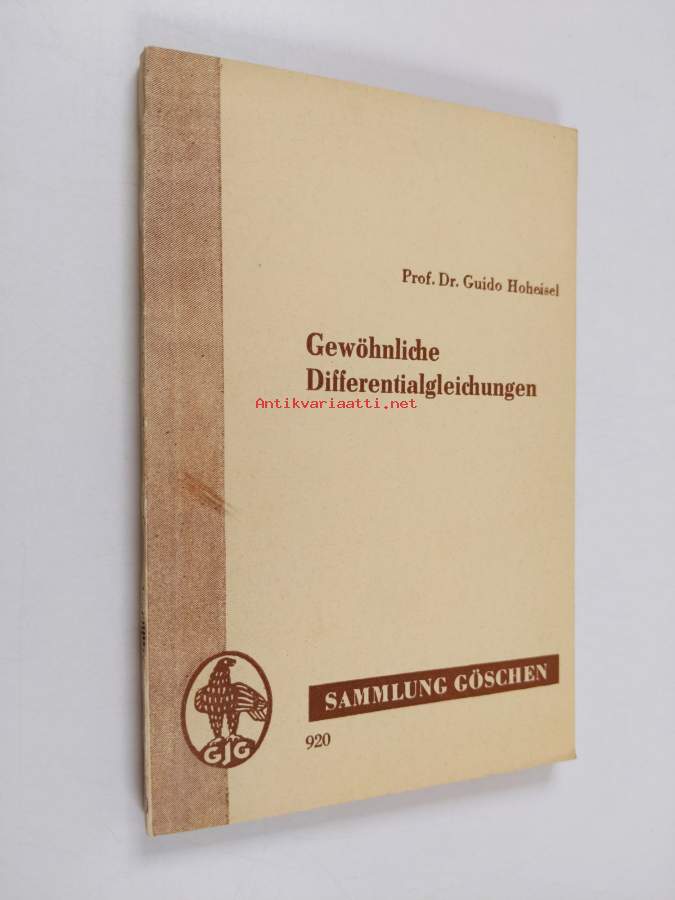 Prof. Dr. Guido Hoheisel
Gewöhnliche
Differentialgleichungen
Antikvariaatti.net
SAMMLUNG GÖSCHEN
920
GJG